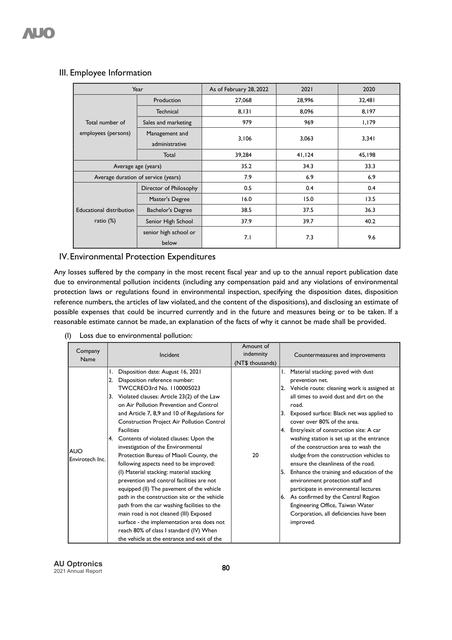 AUO
III. Employee Information
Year As of February 28, 2022 2021 2020
Total number of employees (persons) Production 27,068 28,996 32,481
Technical 8,131 8,096 8,197
Sales and marketing 979 969 1,179
Management and administrative 3,106 3,063 3,341
Total 39,284 41,124 45,198
Average age (years) 35.2 34.3 33.3
Average duration of service (years) 7.9 6.9 6.9
Educational distribution ratio (%) Director of Philosophy 0.5 0.4 0.4
Master's Degree 16.0 15.0 13.5
Bachelor's Degree 38.5 37.5 36.3
Senior High School 37.9 39.7 40.2
senior high school or below 7.1 7.3 9.6
IV. Environmental Protection Expenditures
Any losses suffered by the company in the most recent fiscal year and up to the annual report publication date
due to environmental pollution incidents (including any compensation paid and any violations of environmental
protection laws or regulations found in environmental inspection, specifying the disposition dates, disposition
reference numbers, the articles of law violated, and the content of the dispositions), and disclosing an estimate of
possible expenses that could be incurred currently and in the future and measures being or to be taken. If a
reasonable estimate cannot be made, an explanation of the facts of why it cannot be made shall be provided.
(I) Loss due to environmental pollution:
Company Name
Incident
Amount of indemnity (NT$ thousands)
Countermeasures and improvements
AUO
Envirotech Inc.
1. Disposition date: August 16, 2021
2. Disposition reference number:
TWCCREO3rd No. 1100005023
3. Violated clauses: Article 23(2) of the Law
on Air Pollution Prevention and Control
and Article 7, 8,9 and 10 of Regulations for
Construction Project Air Pollution Control
Facilities
4. Contents of violated clauses: Upon the
investigation of the Environmental
Protection Bureau of Miaoli County, the
following aspects need to be improved:
(I) Material stacking: material stacking
prevention and control facilities are not
equipped (II) The pavement of the vehicle
path in the construction site or the vehicle
path from the car washing facilities to the
main road is not cleaned (III) Exposed
surface - the implementation area does not
reach 80% of class I standard (IV) When
the vehicle at the entrance and exit of the
20
1. Material stacking: paved with dust
prevention net.
2. Vehicle route: cleaning work is assigned at
all times to avoid dust and dirt on the
road.
3. Exposed surface: Black net was applied to
cover over 80% of the area.
4. Entry/exit of construction site: A car
washing station is set up at the entrance
of the construction area to wash the
sludge from the construction vehicles to
ensure the cleanliness of the road.
5. Enhance the training and education of the
environment protection staff and
participate in environmental lectures
6. As confirmed by the Central Region
Engineering Office, Taiwan Water
Corporation, all deficiencies have been
improved.
AU Optronics
2021 Annual Report
80